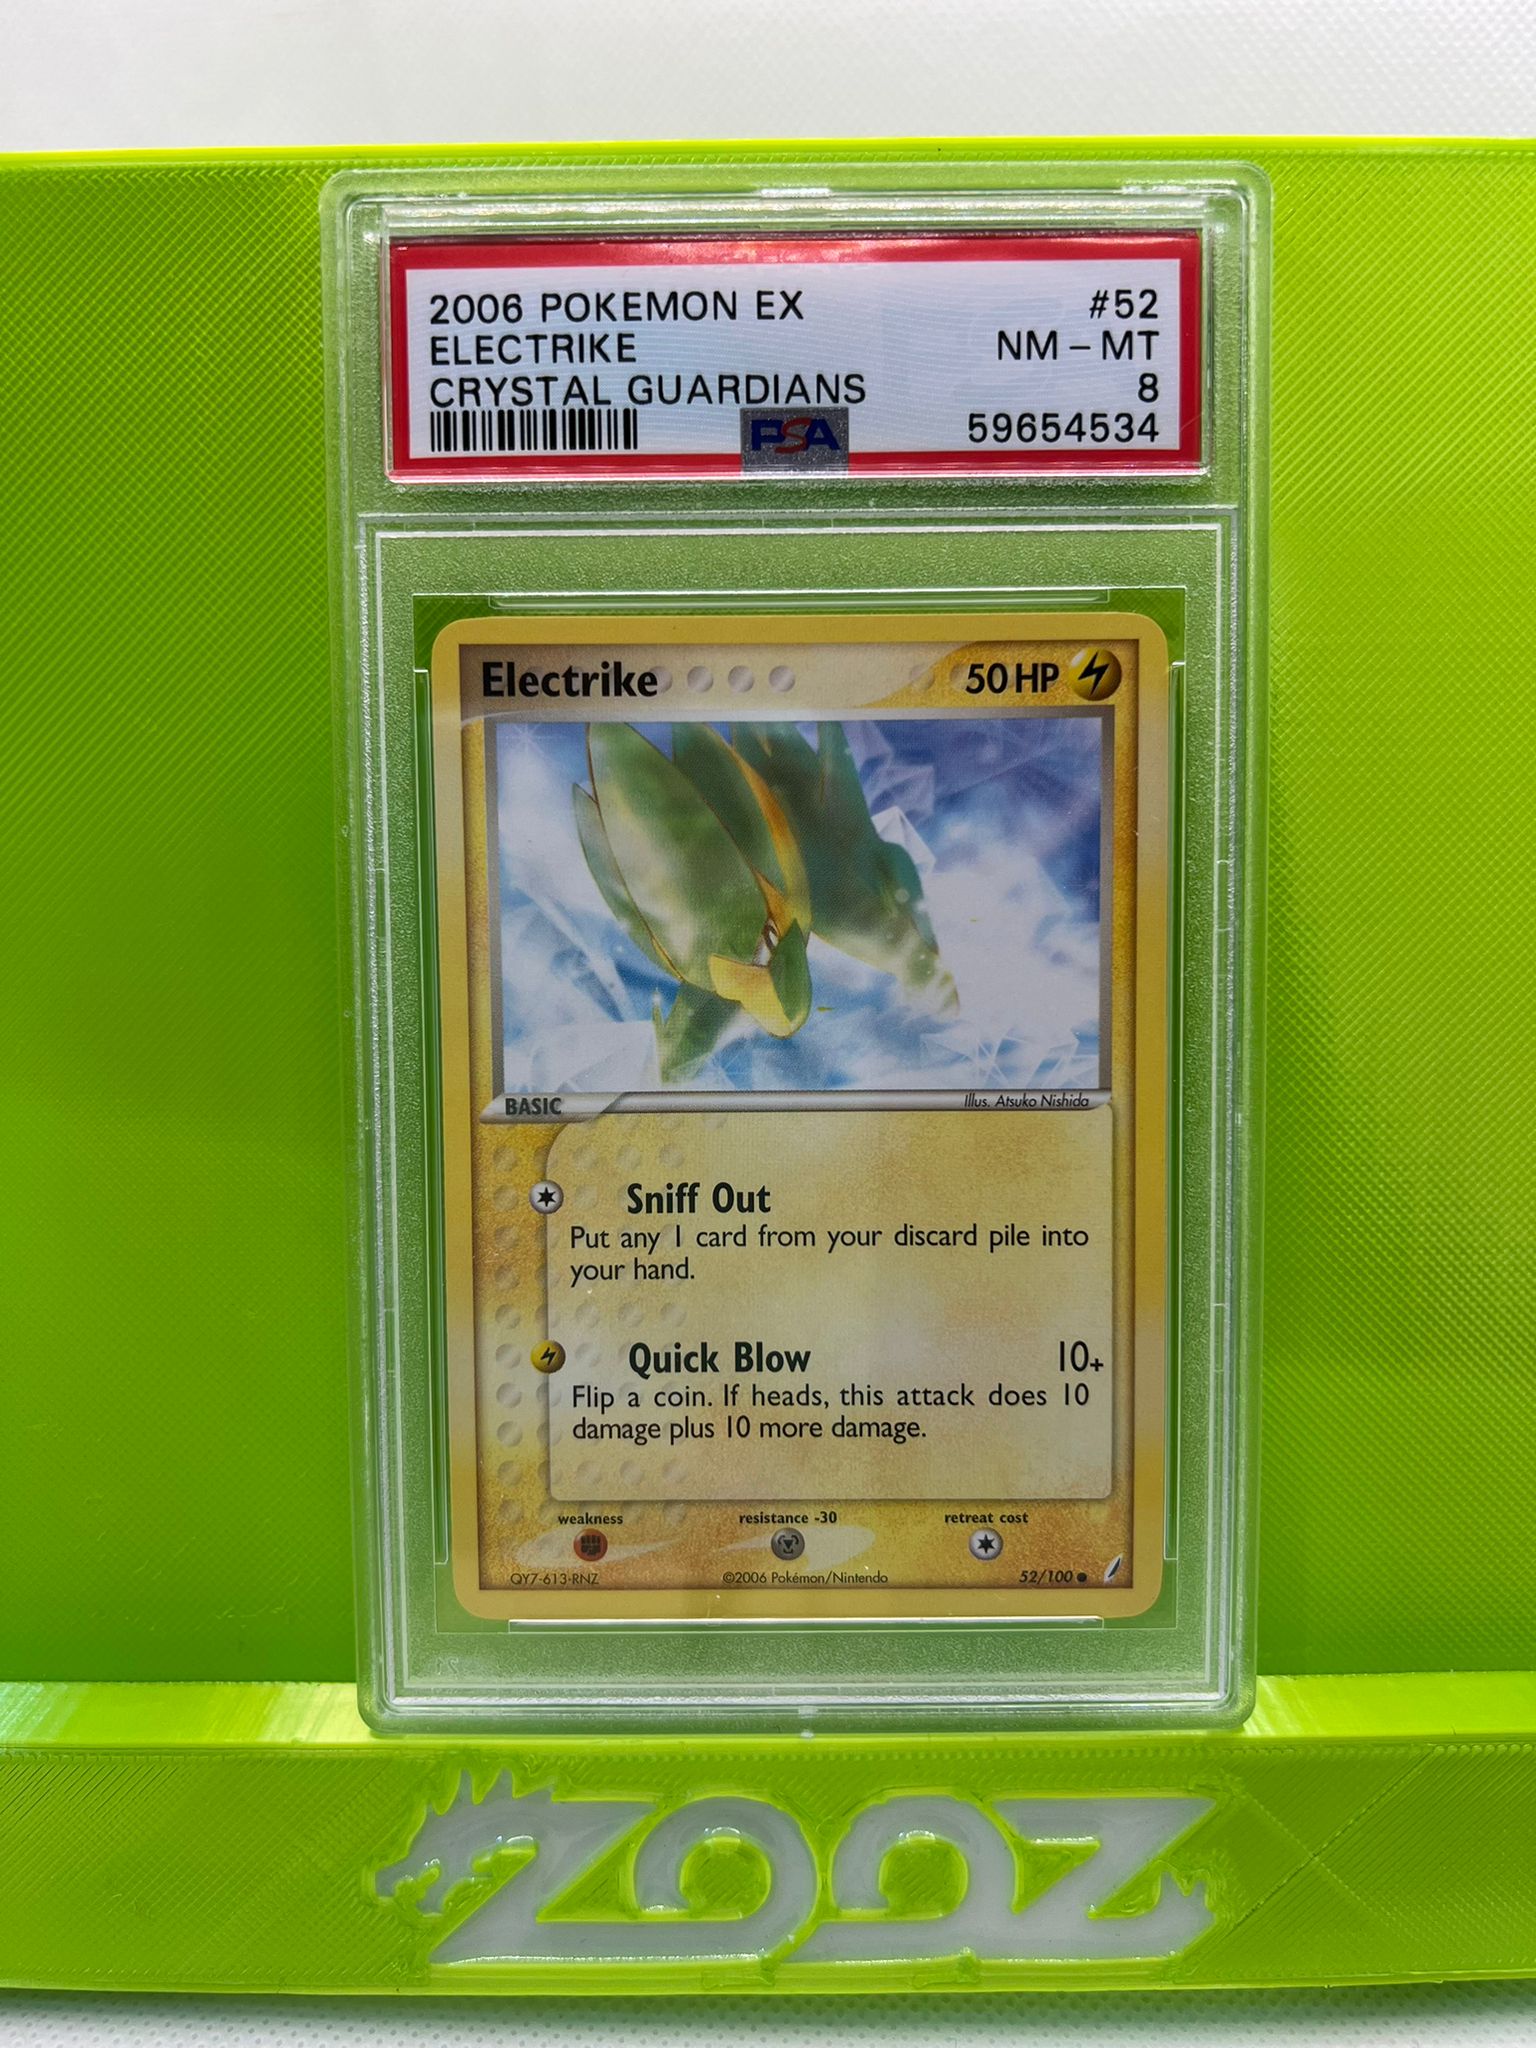 2006 POKEMON EX #52
ELECTRIKE NM - MT
CRYSTAL GUARDIANS 8
PSA 59654534
Electrike 50 HP
BASIC Illus. Atsuko Nishida
Sniff Out
Put any 1 card from your discard pile into
your hand.
Quick Blow 10+
Flip a coin. If heads, this attack does 10
damage plus 10 more damage.
weakness resistance -30 retreat cost
QY7-613-RNZ ©2006 Pokémon/Nintendo 52/100 ●
ZOOZ